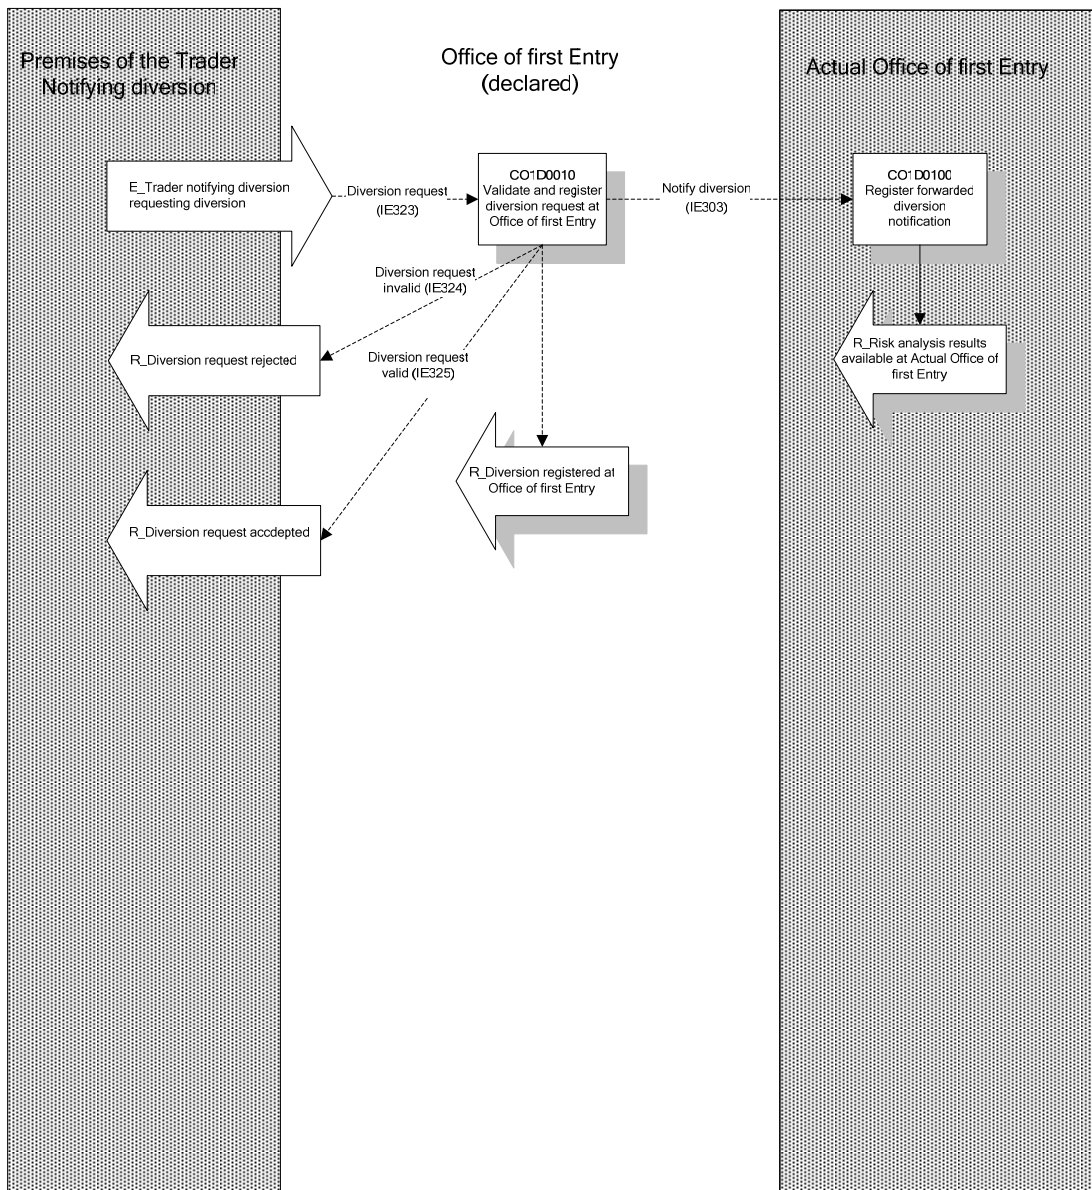 Premises of the Trader
Notifying diversion
Office of first Entry
(declared)
Actual Office of first Entry
E_Trader notifying diversion
requesting diversion
Diversion request
(IE323)
CO1D0010
Validate and register
diversion request at
Office of first Entry
Notify diversion
(IE303)
CO1D0100
Register forwarded
diversion
notification
Diversion request
invalid (IE324)
R_Diversion request rejected
Diversion request
valid (IE325)
R_Risk analysis results
available at Actual Office of
first Entry
R_Diversion registered at
Office of first Entry
R_Diversion request accdepted